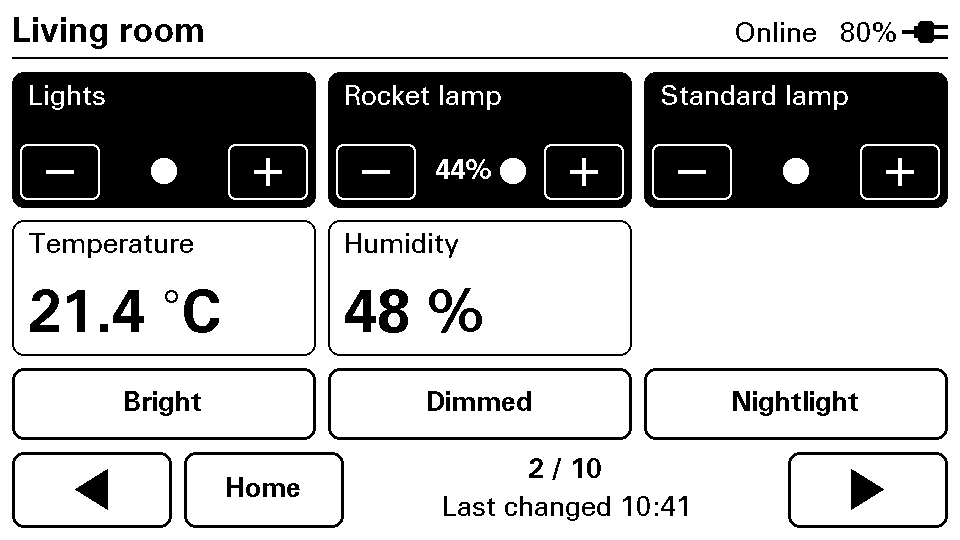 Living room
Online 80%
Lights
Rocket lamp
Standard lamp
− +
− 44% +
− +
Temperature
Humidity
21.4 °C
48 %
Bright
Dimmed
Nightlight
Home
2 / 10
Last changed 10:41